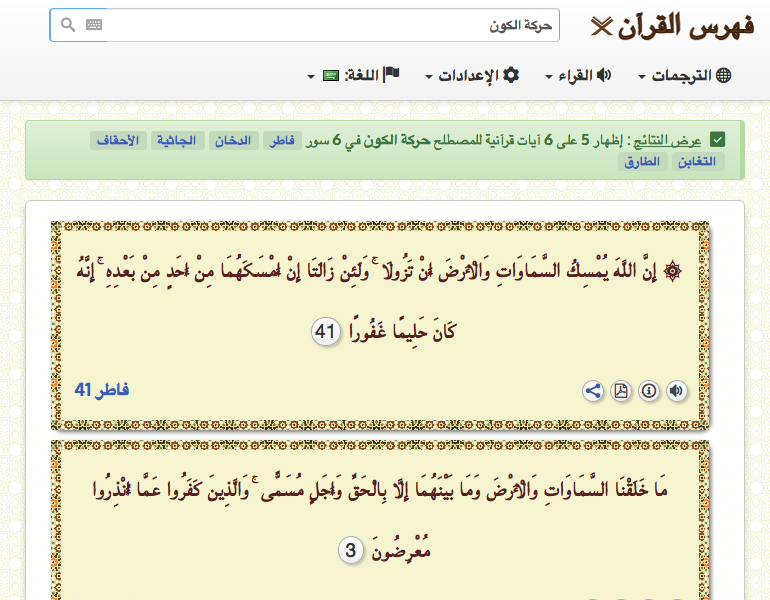 فهرس القرآن
حركة الكون
الترجمات
القراء
الإعدادات
اللغة:
عرض النتائج : إظهار 5 على 6 آيات قرآنية للمصطلح حركة الكون في 6 سور فاطر الدخان الجاثية الأحقاف
التغابن الطارق
۞ إِنَّ اللَّهَ يُمْسِكُ السَّمَاوَاتِ وَالْأَرْضَ أَنْ تَزُولَا ۚ وَلَئِنْ زَالَتَا إِنْ أَمْسَكَهُمَا مِنْ أَحَدٍ مِنْ بَعْدِهِ ۚ إِنَّهُ
كَانَ حَلِيمًا غَفُورًا 41
فاطر 41
مَا خَلَقْنَا السَّمَاوَاتِ وَالْأَرْضَ وَمَا بَيْنَهُمَا إِلَّا بِالْحَقِّ وَأَجَلٍ مُسَمًّى ۚ وَالَّذِينَ كَفَرُوا عَمَّا أُنْذِرُوا
مُعْرِضُونَ 3